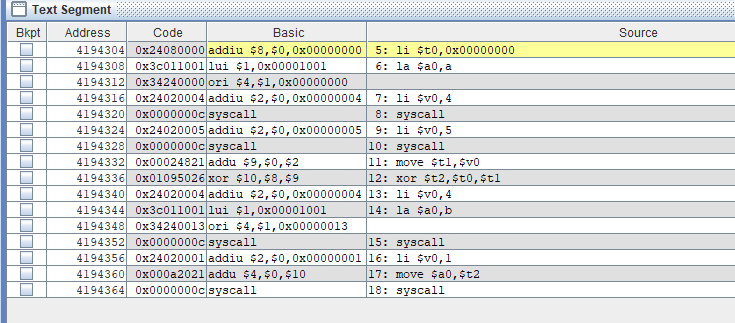 Text Segment
Bkpt Address Code Basic Source
4194304 0x24080000 addiu $8,$0,0x00000000 5: li $t0,0x00000000
4194308 0x3c011001 lui $1,0x00001001 6: la $a0,a
4194312 0x34240000 ori $4,$1,0x00000000
4194316 0x24020004 addiu $2,$0,0x00000004 7: li $v0,4
4194320 0x0000000c syscall 8: syscall
4194324 0x24020005 addiu $2,$0,0x00000005 9: li $v0,5
4194328 0x0000000c syscall 10: syscall
4194332 0x00024821 addu $9,$0,$2 11: move $t1,$v0
4194336 0x01095026 xor $10,$8,$9 12: xor $t2,$t0,$t1
4194340 0x24020004 addiu $2,$0,0x00000004 13: li $v0,4
4194344 0x3c011001 lui $1,0x00001001 14: la $a0,b
4194348 0x34240013 ori $4,$1,0x00000013
4194352 0x0000000c syscall 15: syscall
4194356 0x24020001 addiu $2,$0,0x00000001 16: li $v0,1
4194360 0x000a2021 addu $4,$0,$10 17: move $a0,$t2
4194364 0x0000000c syscall 18: syscall